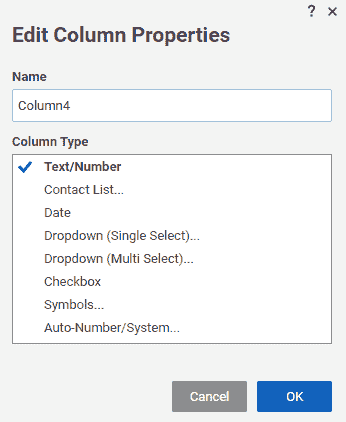 ? ×
Edit Column Properties
Name
Column4
Column Type
Text/Number
Contact List...
Date
Dropdown (Single Select)...
Dropdown (Multi Select)...
Checkbox
Symbols...
Auto-Number/System...
Cancel OK